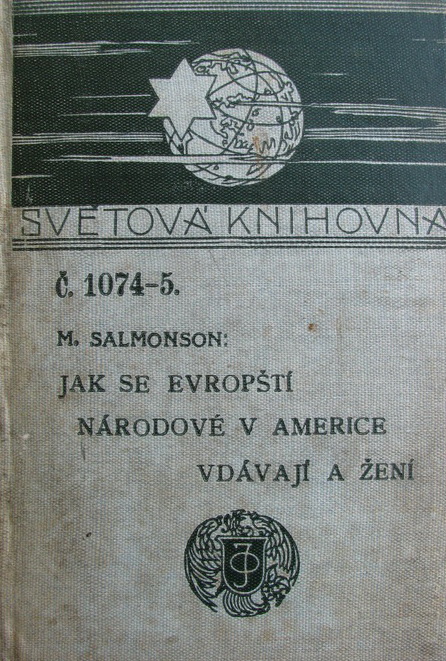 SVĚTOVÁ KNIHOVNA
Č. 1074-5.
M. SALMONSON:
JAK SE EVROPŠTÍ
NÁRODOVÉ V AMERICE
VDÁVAJÍ A ŽENÍ